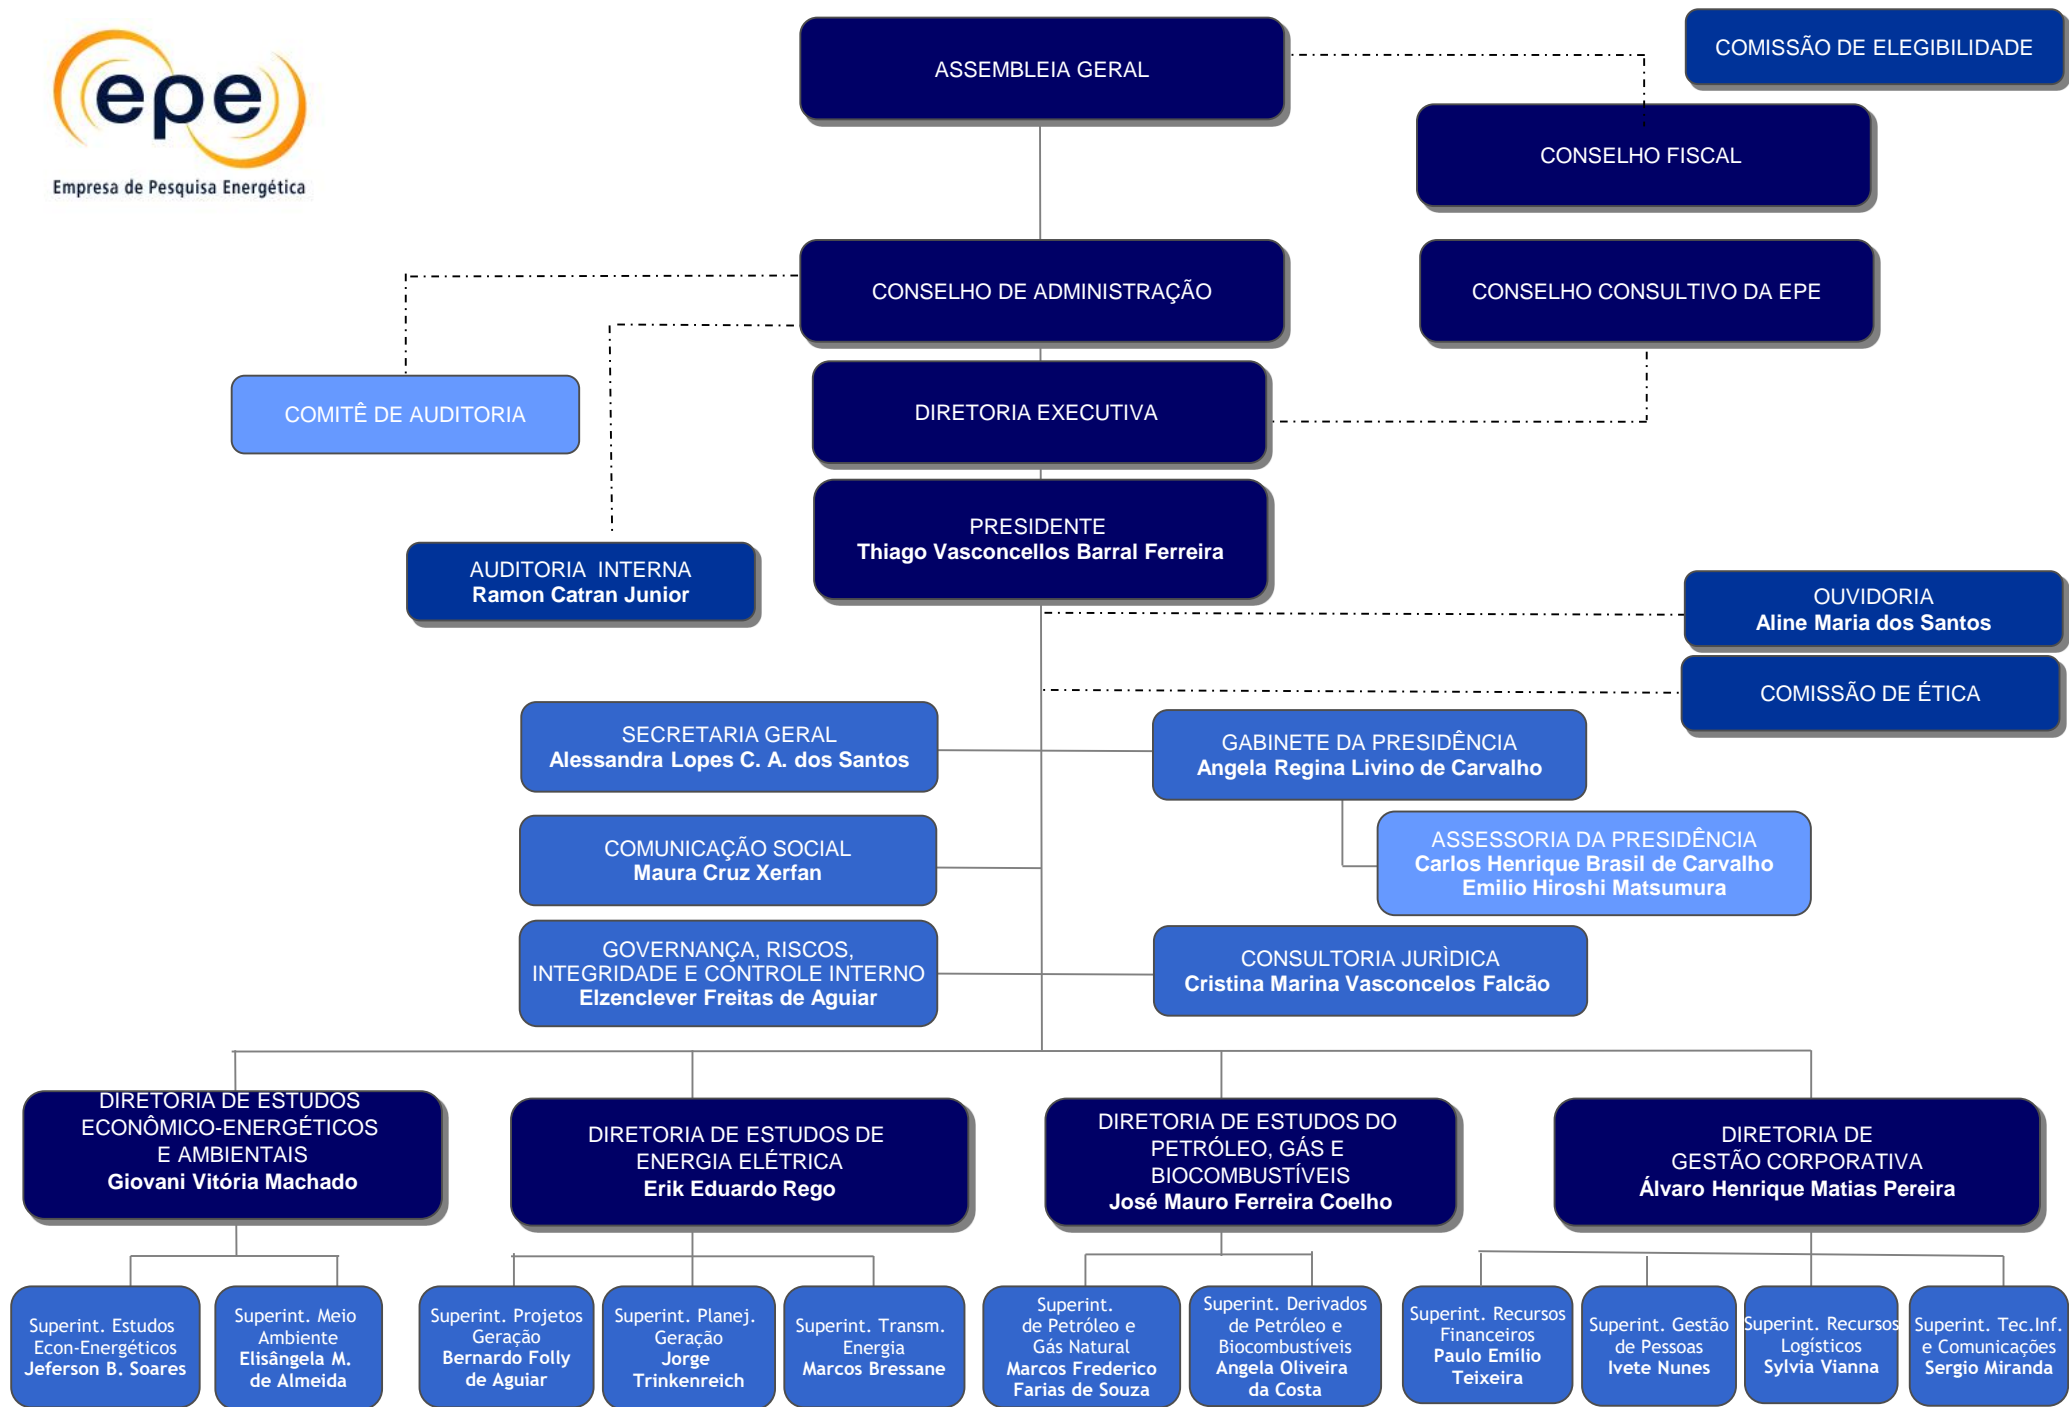 epe
Empresa de Pesquisa Energética
ASSEMBLEIA GERAL
COMISSÃO DE ELEGIBILIDADE
CONSELHO FISCAL
CONSELHO DE ADMINISTRAÇÃO
CONSELHO CONSULTIVO DA EPE
COMITÊ DE AUDITORIA
DIRETORIA EXECUTIVA
PRESIDENTE
Thiago Vasconcellos Barral Ferreira
AUDITORIA  INTERNA
Ramon Catran Junior
OUVIDORIA
Aline Maria dos Santos
COMISSÃO DE ÉTICA
SECRETARIA GERAL
Alessandra Lopes C. A. dos Santos
GABINETE DA PRESIDÊNCIA
Angela Regina Livino de Carvalho
COMUNICAÇÃO SOCIAL
Maura Cruz Xerfan
ASSESSORIA DA PRESIDÊNCIA
Carlos Henrique Brasil de Carvalho
Emilio Hiroshi Matsumura
GOVERNANÇA, RISCOS,
INTEGRIDADE E CONTROLE INTERNO
Elzenclever Freitas de Aguiar
CONSULTORIA JURÌDICA
Cristina Marina Vasconcelos Falcão
DIRETORIA DE ESTUDOS
ECONÔMICO-ENERGÉTICOS
E AMBIENTAIS
Giovani Vitória Machado
DIRETORIA DE ESTUDOS DE
ENERGIA ELÉTRICA
Erik Eduardo Rego
DIRETORIA DE ESTUDOS DO
PETRÓLEO, GÁS E
BIOCOMBUSTÍVEIS
José Mauro Ferreira Coelho
DIRETORIA DE
GESTÃO CORPORATIVA
Álvaro Henrique Matias Pereira
Superint. Estudos
Econ-Energéticos
Jeferson B. Soares
Superint. Meio
Ambiente
Elisângela M.
de Almeida
Superint. Projetos
Geração
Bernardo Folly
de Aguiar
Superint. Planej.
Geração
Jorge
Trinkenreich
Superint. Transm.
Energia
Marcos Bressane
Superint.
de Petróleo e
Gás Natural
Marcos Frederico
Farias de Souza
Superint. Derivados
de Petróleo e
Biocombustíveis
Angela Oliveira
da Costa
Superint. Recursos
Financeiros
Paulo Emílio
Teixeira
Superint. Gestão
de Pessoas
Ivete Nunes
Superint. Recursos
Logísticos
Sylvia Vianna
Superint. Tec.Inf.
e Comunicações
Sergio Miranda